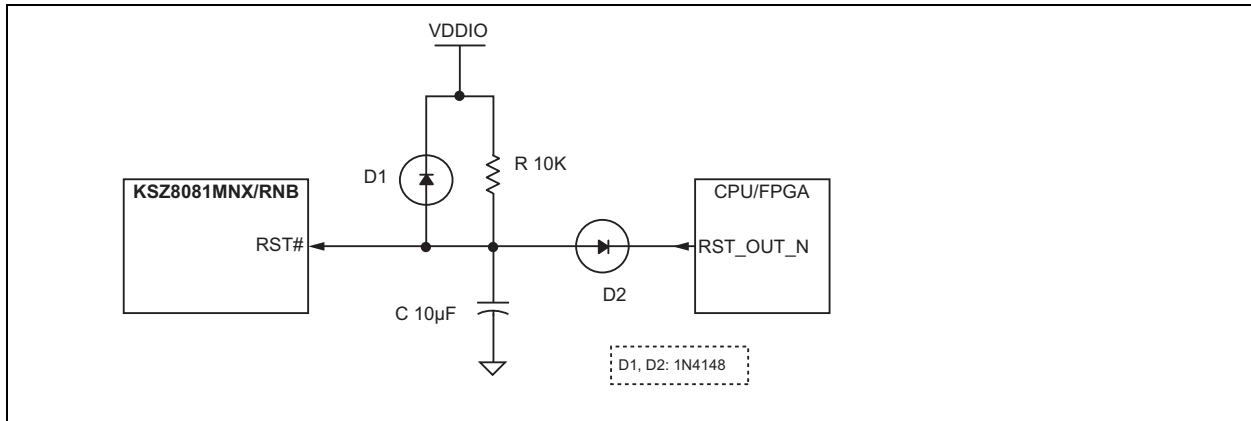 VDDIO
D1
R 10K
KSZ8081MNX/RNB
CPU/FPGA
RST#
RST_OUT_N
D2
C 10µF
D1, D2: 1N4148